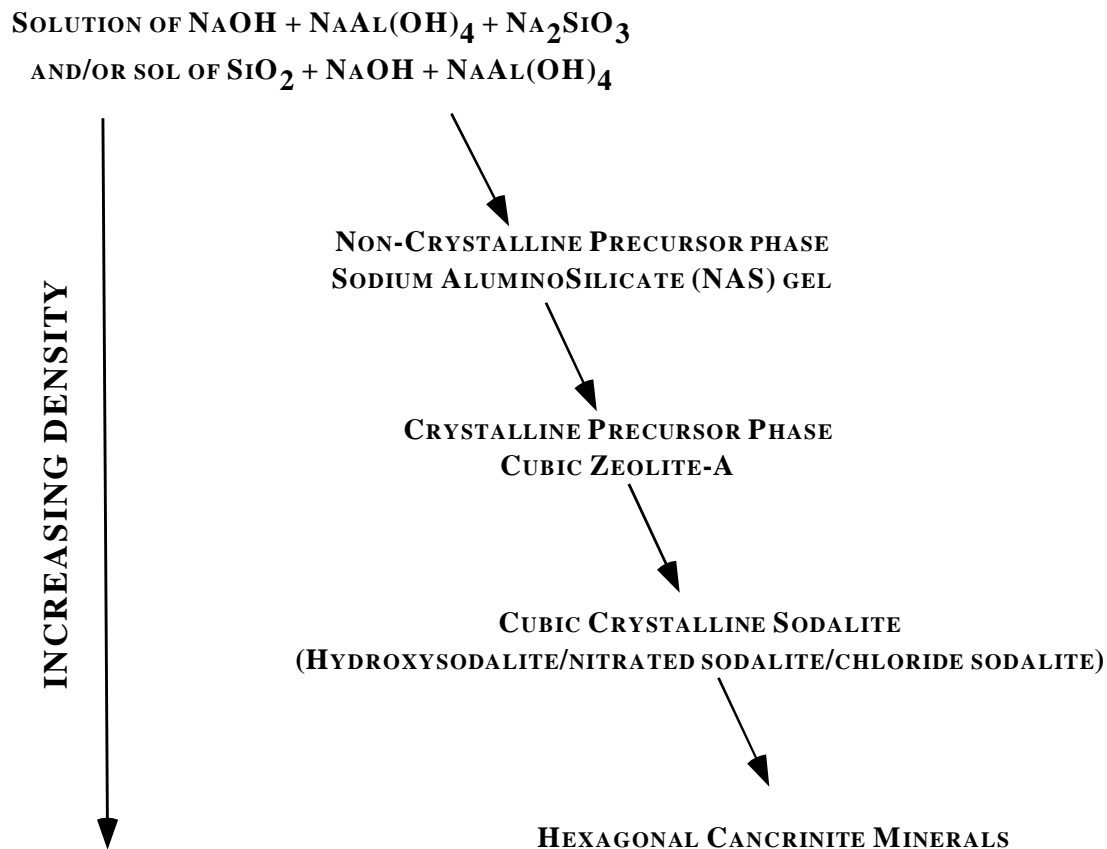 Solution of NaOH + NaAl(OH)4 + Na2SiO3
and/or sol of SiO2 + NaOH + NaAl(OH)4
Non-Crystalline Precursor phase
Sodium AluminoSilicate (NAS) gel
INCREASING DENSITY
Crystalline Precursor Phase
Cubic Zeolite-A
Cubic Crystalline Sodalite
(Hydroxysodalite/nitrated sodalite/chloride sodalite)
Hexagonal Cancrinite Minerals